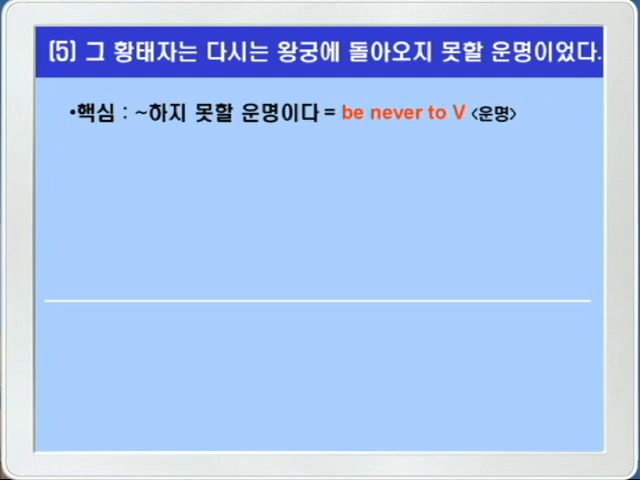 (5) 그 황태자는 다시는 왕궁에 돌아오지 못할 운명이었다.
•핵심 : ~하지 못할 운명이다 = be never to V <운명>